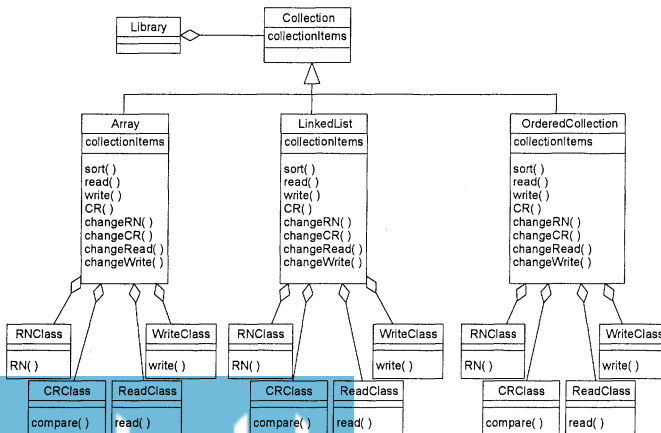 Collection
collectionItems
Library
Array
collectionItems
sort( )
read( )
write( )
CR( )
changeRN( )
changeCR( )
changeRead( )
changeWrite( )
LinkedList
collectionItems
sort( )
read( )
write( )
CR( )
changeRN( )
changeCR( )
changeRead( )
changeWrite( )
OrderedCollection
collectionItems
sort( )
read( )
write( )
CR( )
changeRN( )
changeCR( )
changeRead( )
changeWrite( )
RNClass
RN( )
WriteClass
write( )
RNClass
RN( )
WriteClass
write( )
RNClass
RN( )
WriteClass
write( )
CRClass
compare( )
ReadClass
read( )
CRClass
compare( )
ReadClass
read( )
CRClass
compare( )
ReadClass
read( )